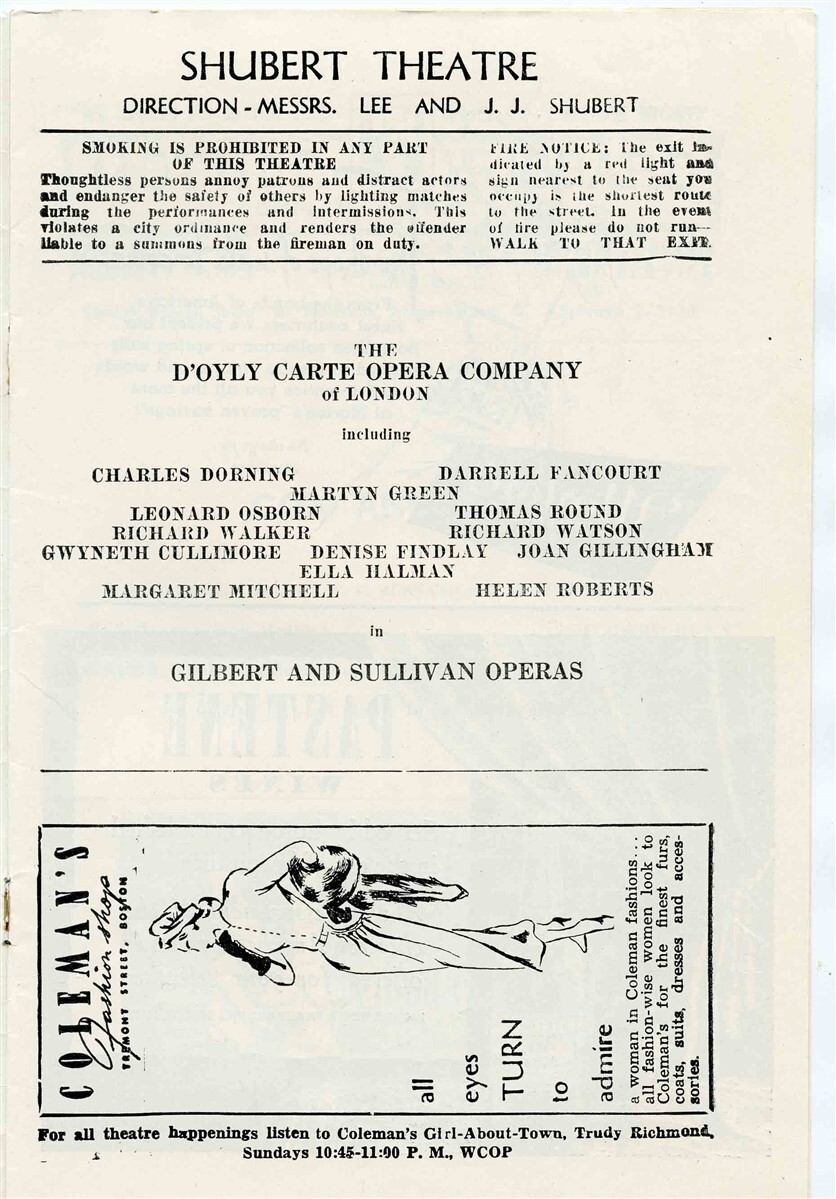 SHUBERT THEATRE
DIRECTION - MESSRS. LEE AND J. J. SHUBERT
SMOKING IS PROHIBITED IN ANY PART
OF THIS THEATRE
Thoughtless persons annoy patrons and distract actors
and endanger the safety of others by lighting matches
during the performances and intermissions. This
violates a city ordinance and renders the offender
liable to a summons from the fireman on duty.
FIRE NOTICE: The exit in-
dicated by a red light and
sign nearest to the seat you
occupy is the shortest route
to the street. In the event
of fire please do not run—
WALK TO THAT EXIT.
THE
D'OYLY CARTE OPERA COMPANY
of LONDON
including
CHARLES DORNING DARRELL FANCOURT
MARTYN GREEN
LEONARD OSBORN THOMAS ROUND
RICHARD WALKER RICHARD WATSON
GWYNETH CULLIMORE DENISE FINDLAY JOAN GILLINGHAM
ELLA HALMAN
MARGARET MITCHELL HELEN ROBERTS
in
GILBERT AND SULLIVAN OPERAS
COLEMAN'S
fashion shop
TREMONT STREET, BOSTON
all
eyes
TURN
to
admire
a woman in Coleman fashions...
all fashion-wise women look to
Coleman's for the finest furs,
coats, suits, dresses and acces-
sories.
For all theatre happenings listen to Coleman's Girl-About-Town, Trudy Richmond,
Sundays 10:45-11:00 P. M., WCOP